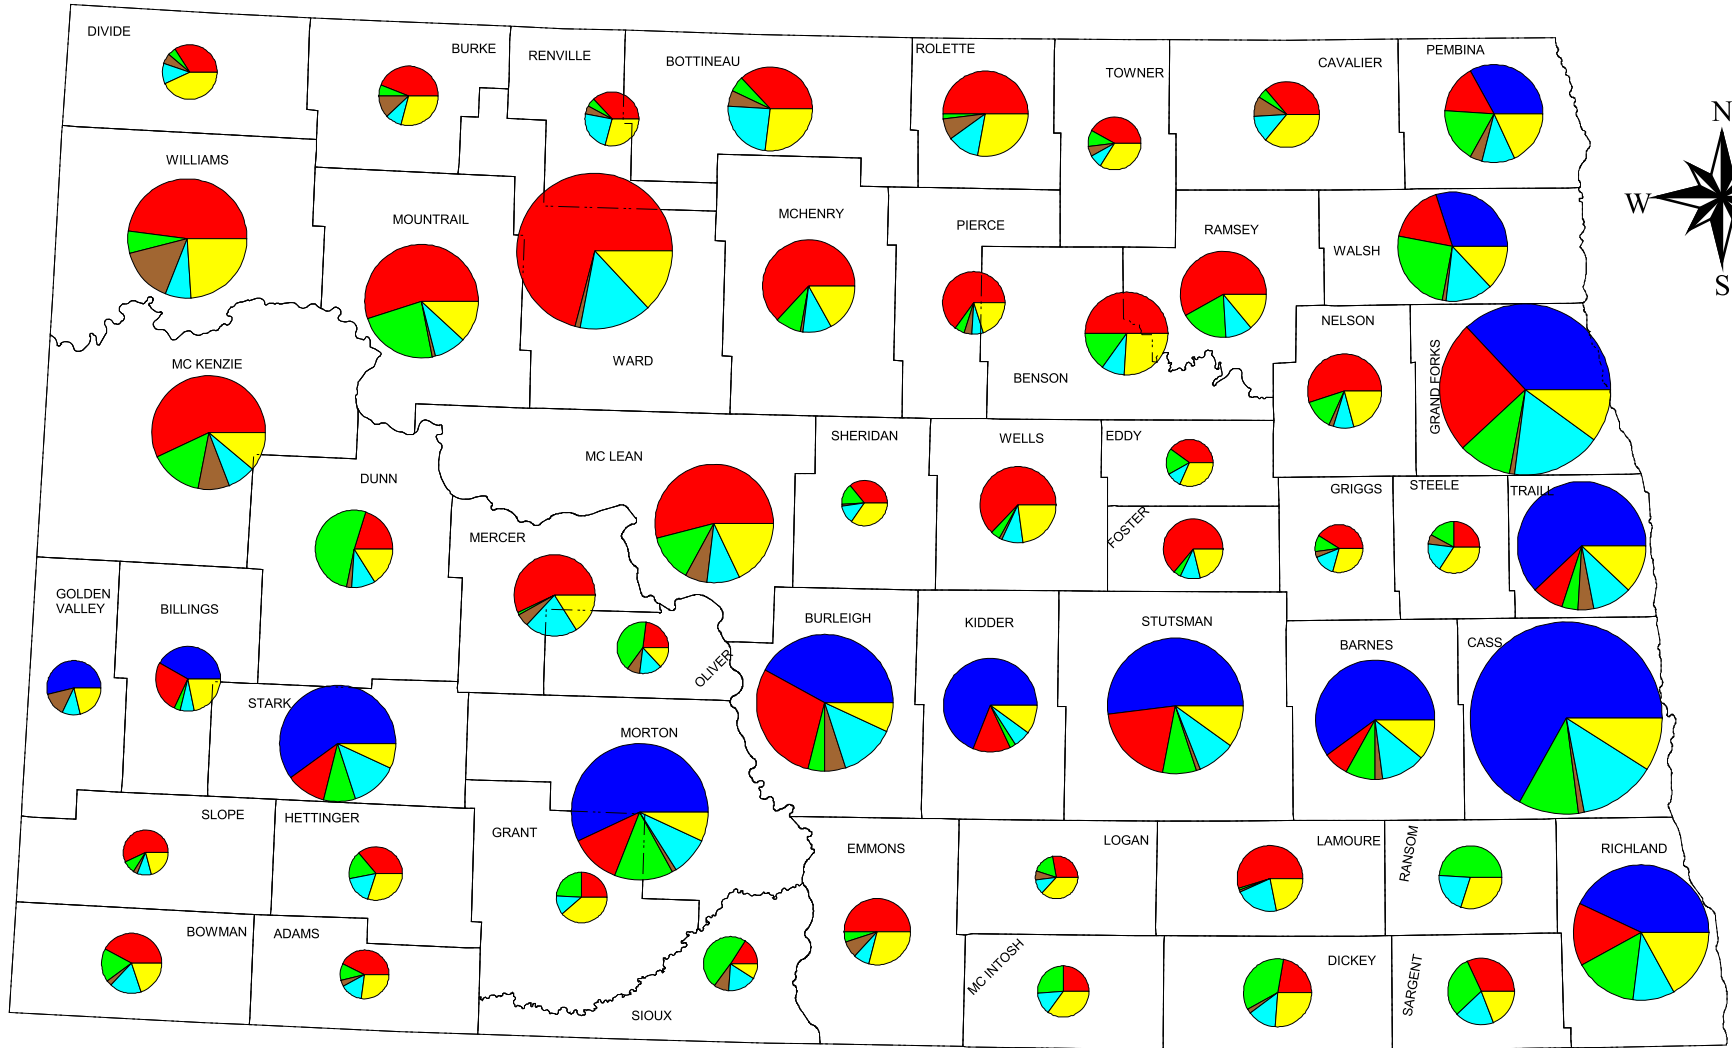 DIVIDE
BURKE
RENVILLE
BOTTINEAU
ROLETTE
TOWNER
CAVALIER
PEMBINA
N
WILLIAMS
MOUNTRAIL
MCHENRY
PIERCE
RAMSEY
WALSH
W
S
MC KENZIE
WARD
BENSON
NELSON
GRAND FORKS
DUNN
MC LEAN
SHERIDAN
WELLS
EDDY
GRIGGS
STEELE
TRAILL
MERCER
FOSTER
GOLDEN
VALLEY
BILLINGS
OLIVER
BURLEIGH
KIDDER
STUTSMAN
BARNES
CASS
STARK
MORTON
SLOPE
HETTINGER
GRANT
EMMONS
LOGAN
LAMOURE
RANSOM
RICHLAND
BOWMAN
ADAMS
SIOUX
MC INTOSH
DICKEY
SARGENT